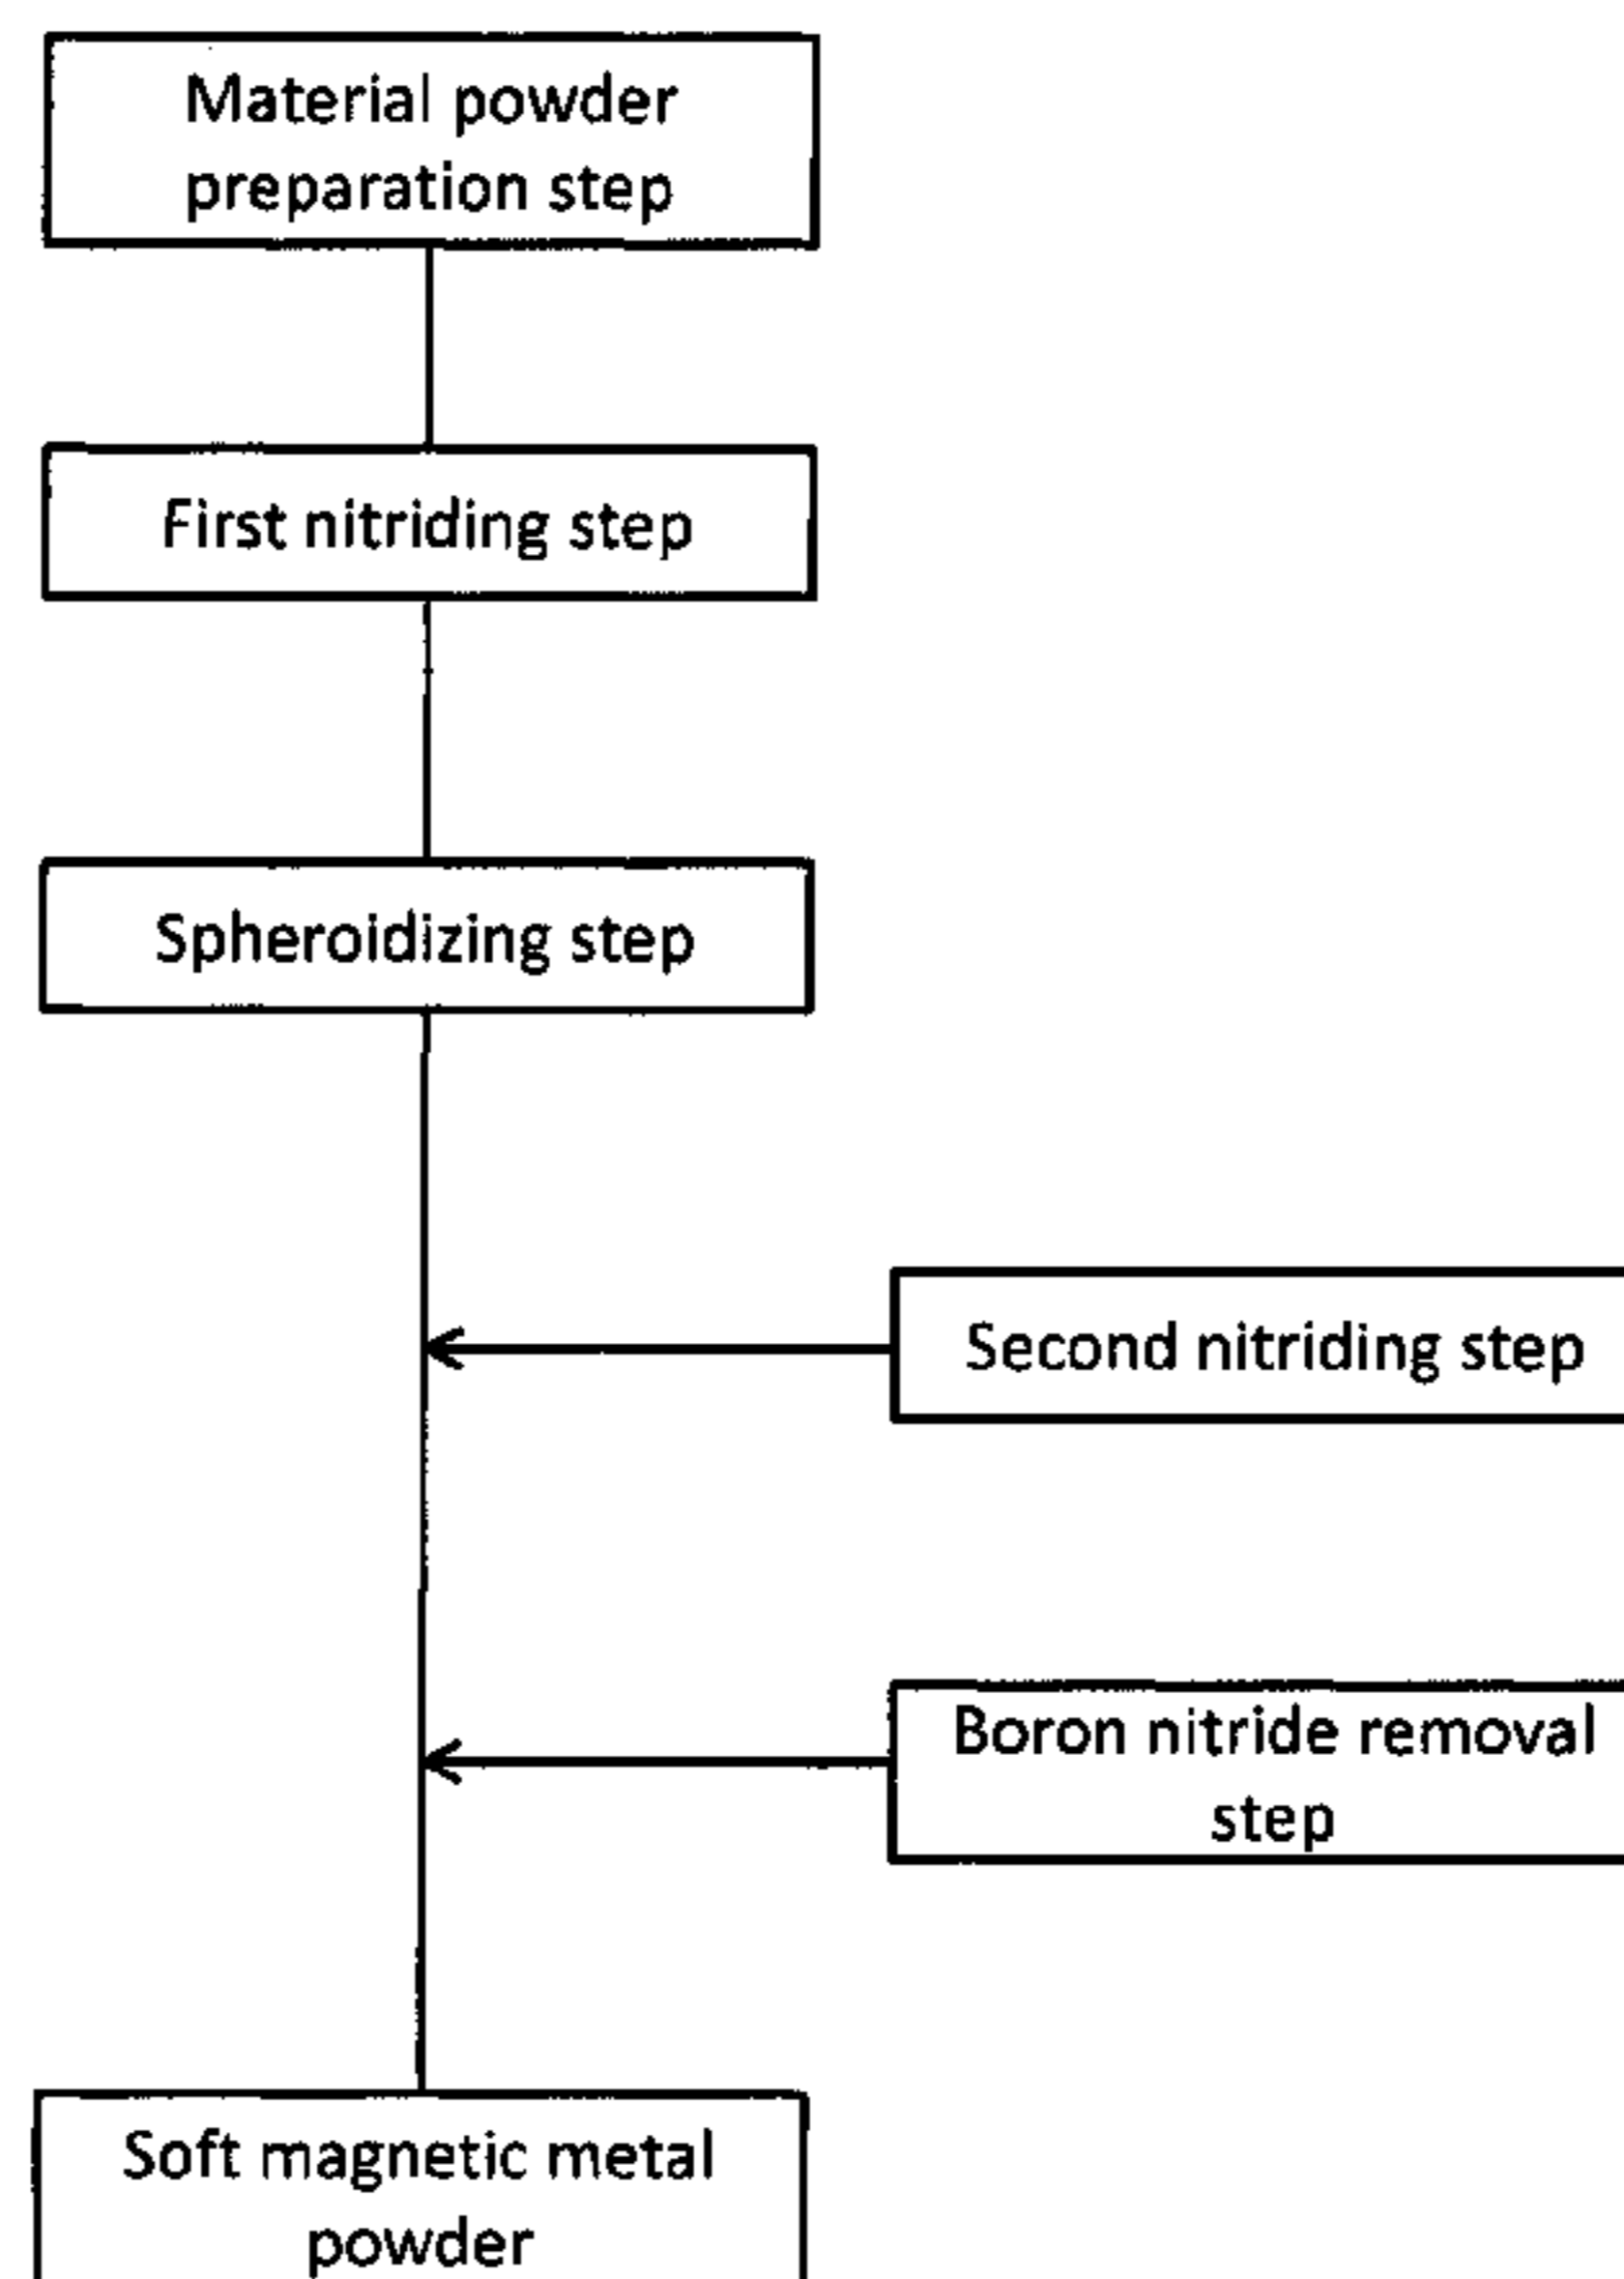 Material powder
preparation step
First nitriding step
Spheroidizing step
Second nitriding step
Boron nitride removal
step
Soft magnetic metal
powder